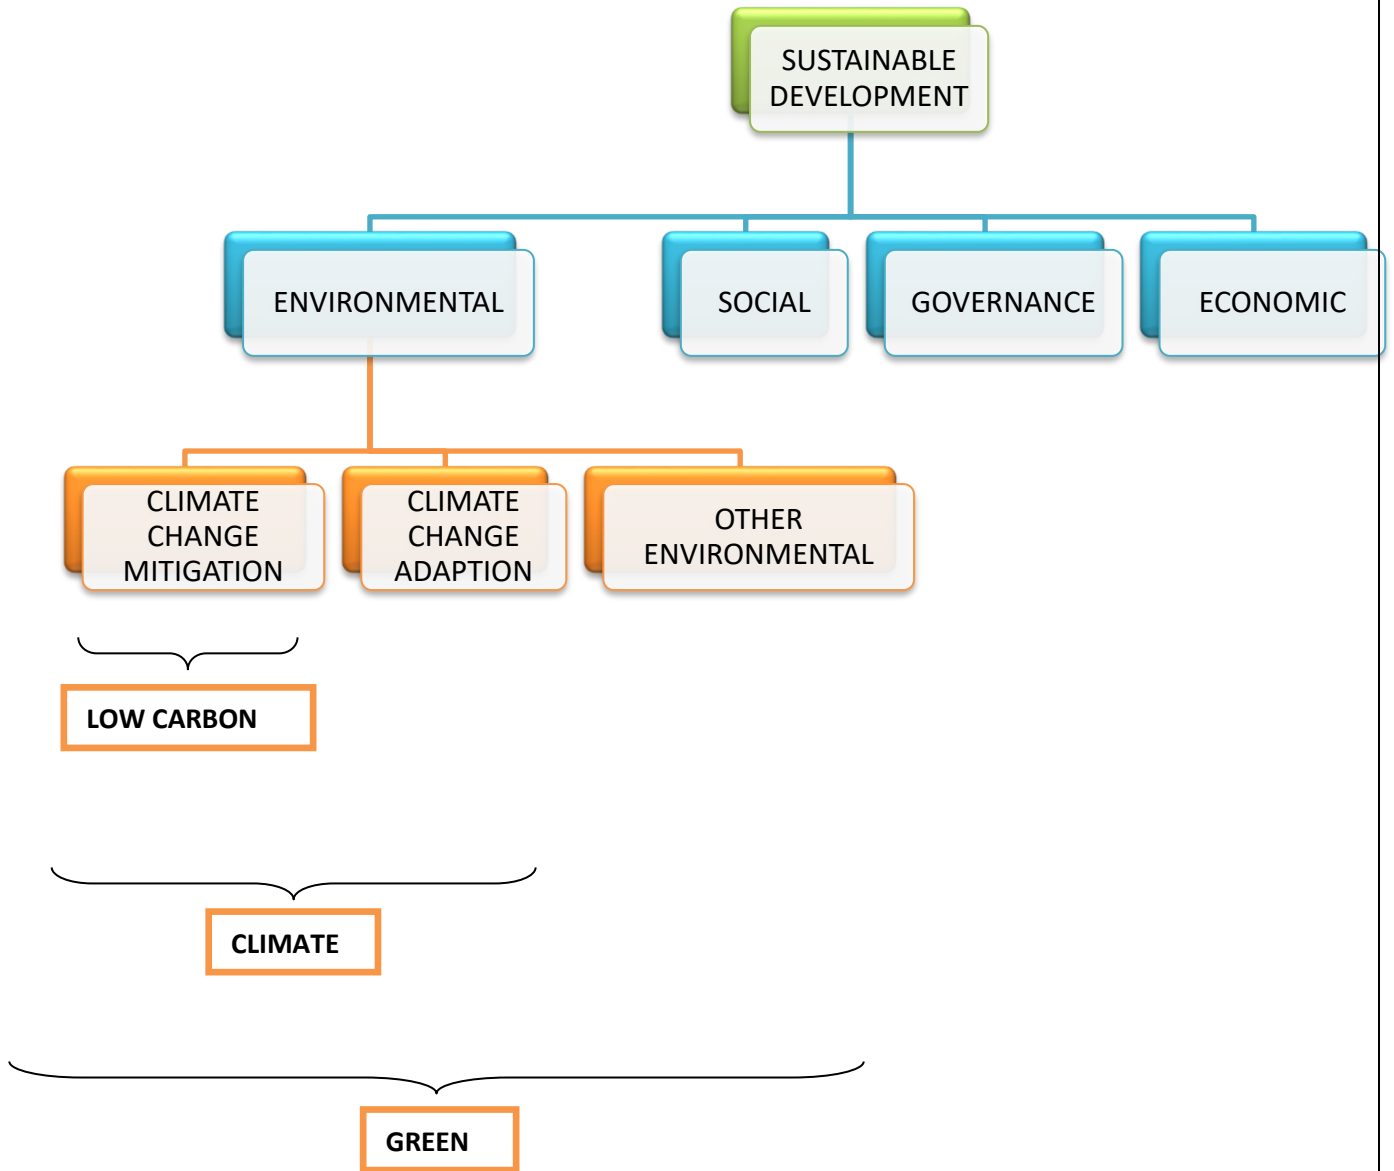 SUSTAINABLE
DEVELOPMENT
ENVIRONMENTAL
SOCIAL
GOVERNANCE
ECONOMIC
CLIMATE
CHANGE
MITIGATION
CLIMATE
CHANGE
ADAPTION
OTHER
ENVIRONMENTAL
LOW CARBON
CLIMATE
GREEN